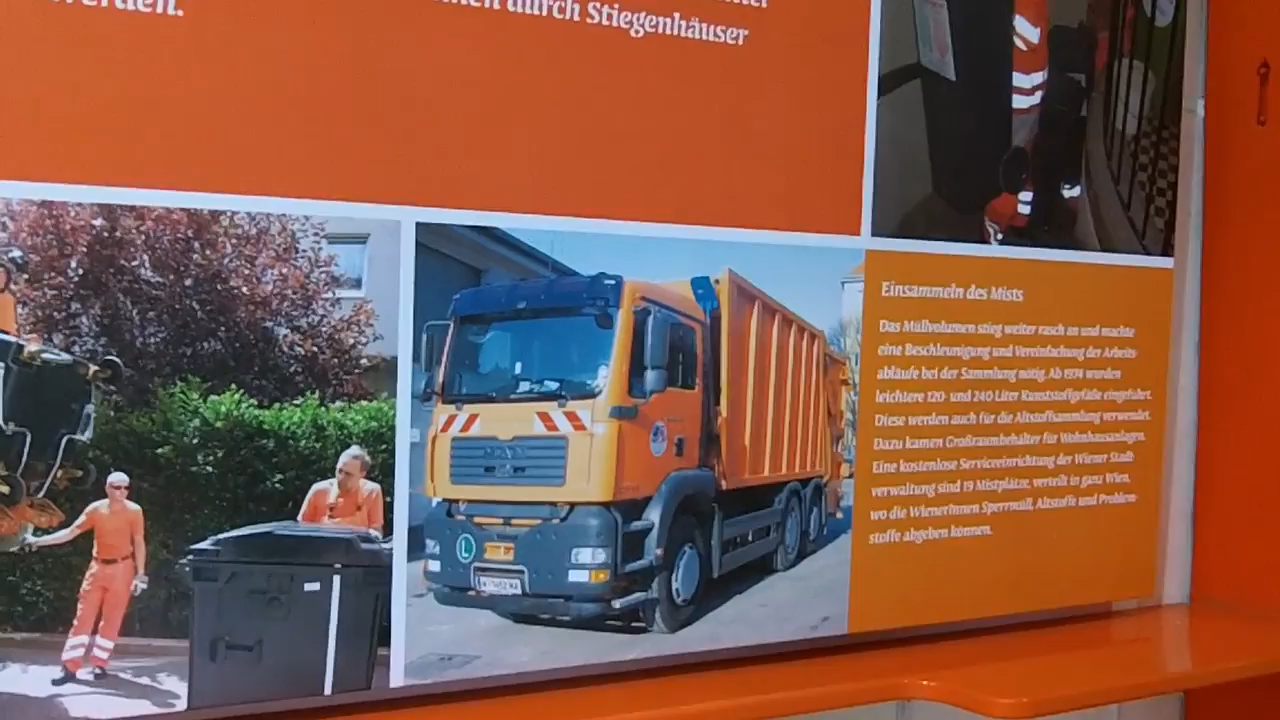 werden.
durch Stiegenhäuser
Einsammeln des Mists
Das Müllvolumen stieg weiter rasch an und machte
eine Beschleunigung und Vereinfachung der Arbeits-
abläufe bei der Sammlung nötig. Ab 1974 wurden
leichtere 120- und 240 Liter Kunststoffgefäße eingeführt.
Diese werden auch für die Altstoffsammlung verwendet.
Dazu kamen Großraumbehälter für Wohnhausanlagen.
Eine kostenlose Serviceeinrichtung der Wiener Stadt-
verwaltung sind 19 Mistplätze, verteilt in ganz Wien,
wo die WienerInnen Sperrmüll, Altstoffe und Problem-
stoffe abgeben können.
MAN
L